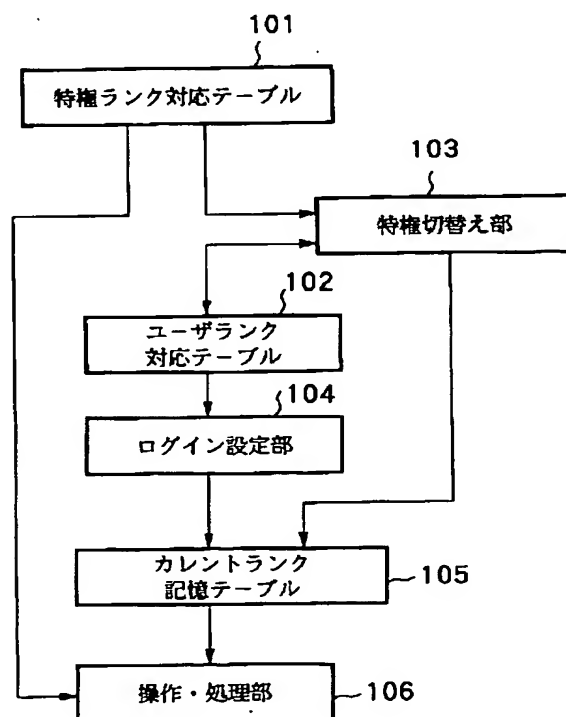 101
特権ランク対応テーブル
103
特権切替え部
102
ユーザランク
対応テーブル
104
ログイン設定部
カレントランク
記憶テーブル
105
操作・処理部
106